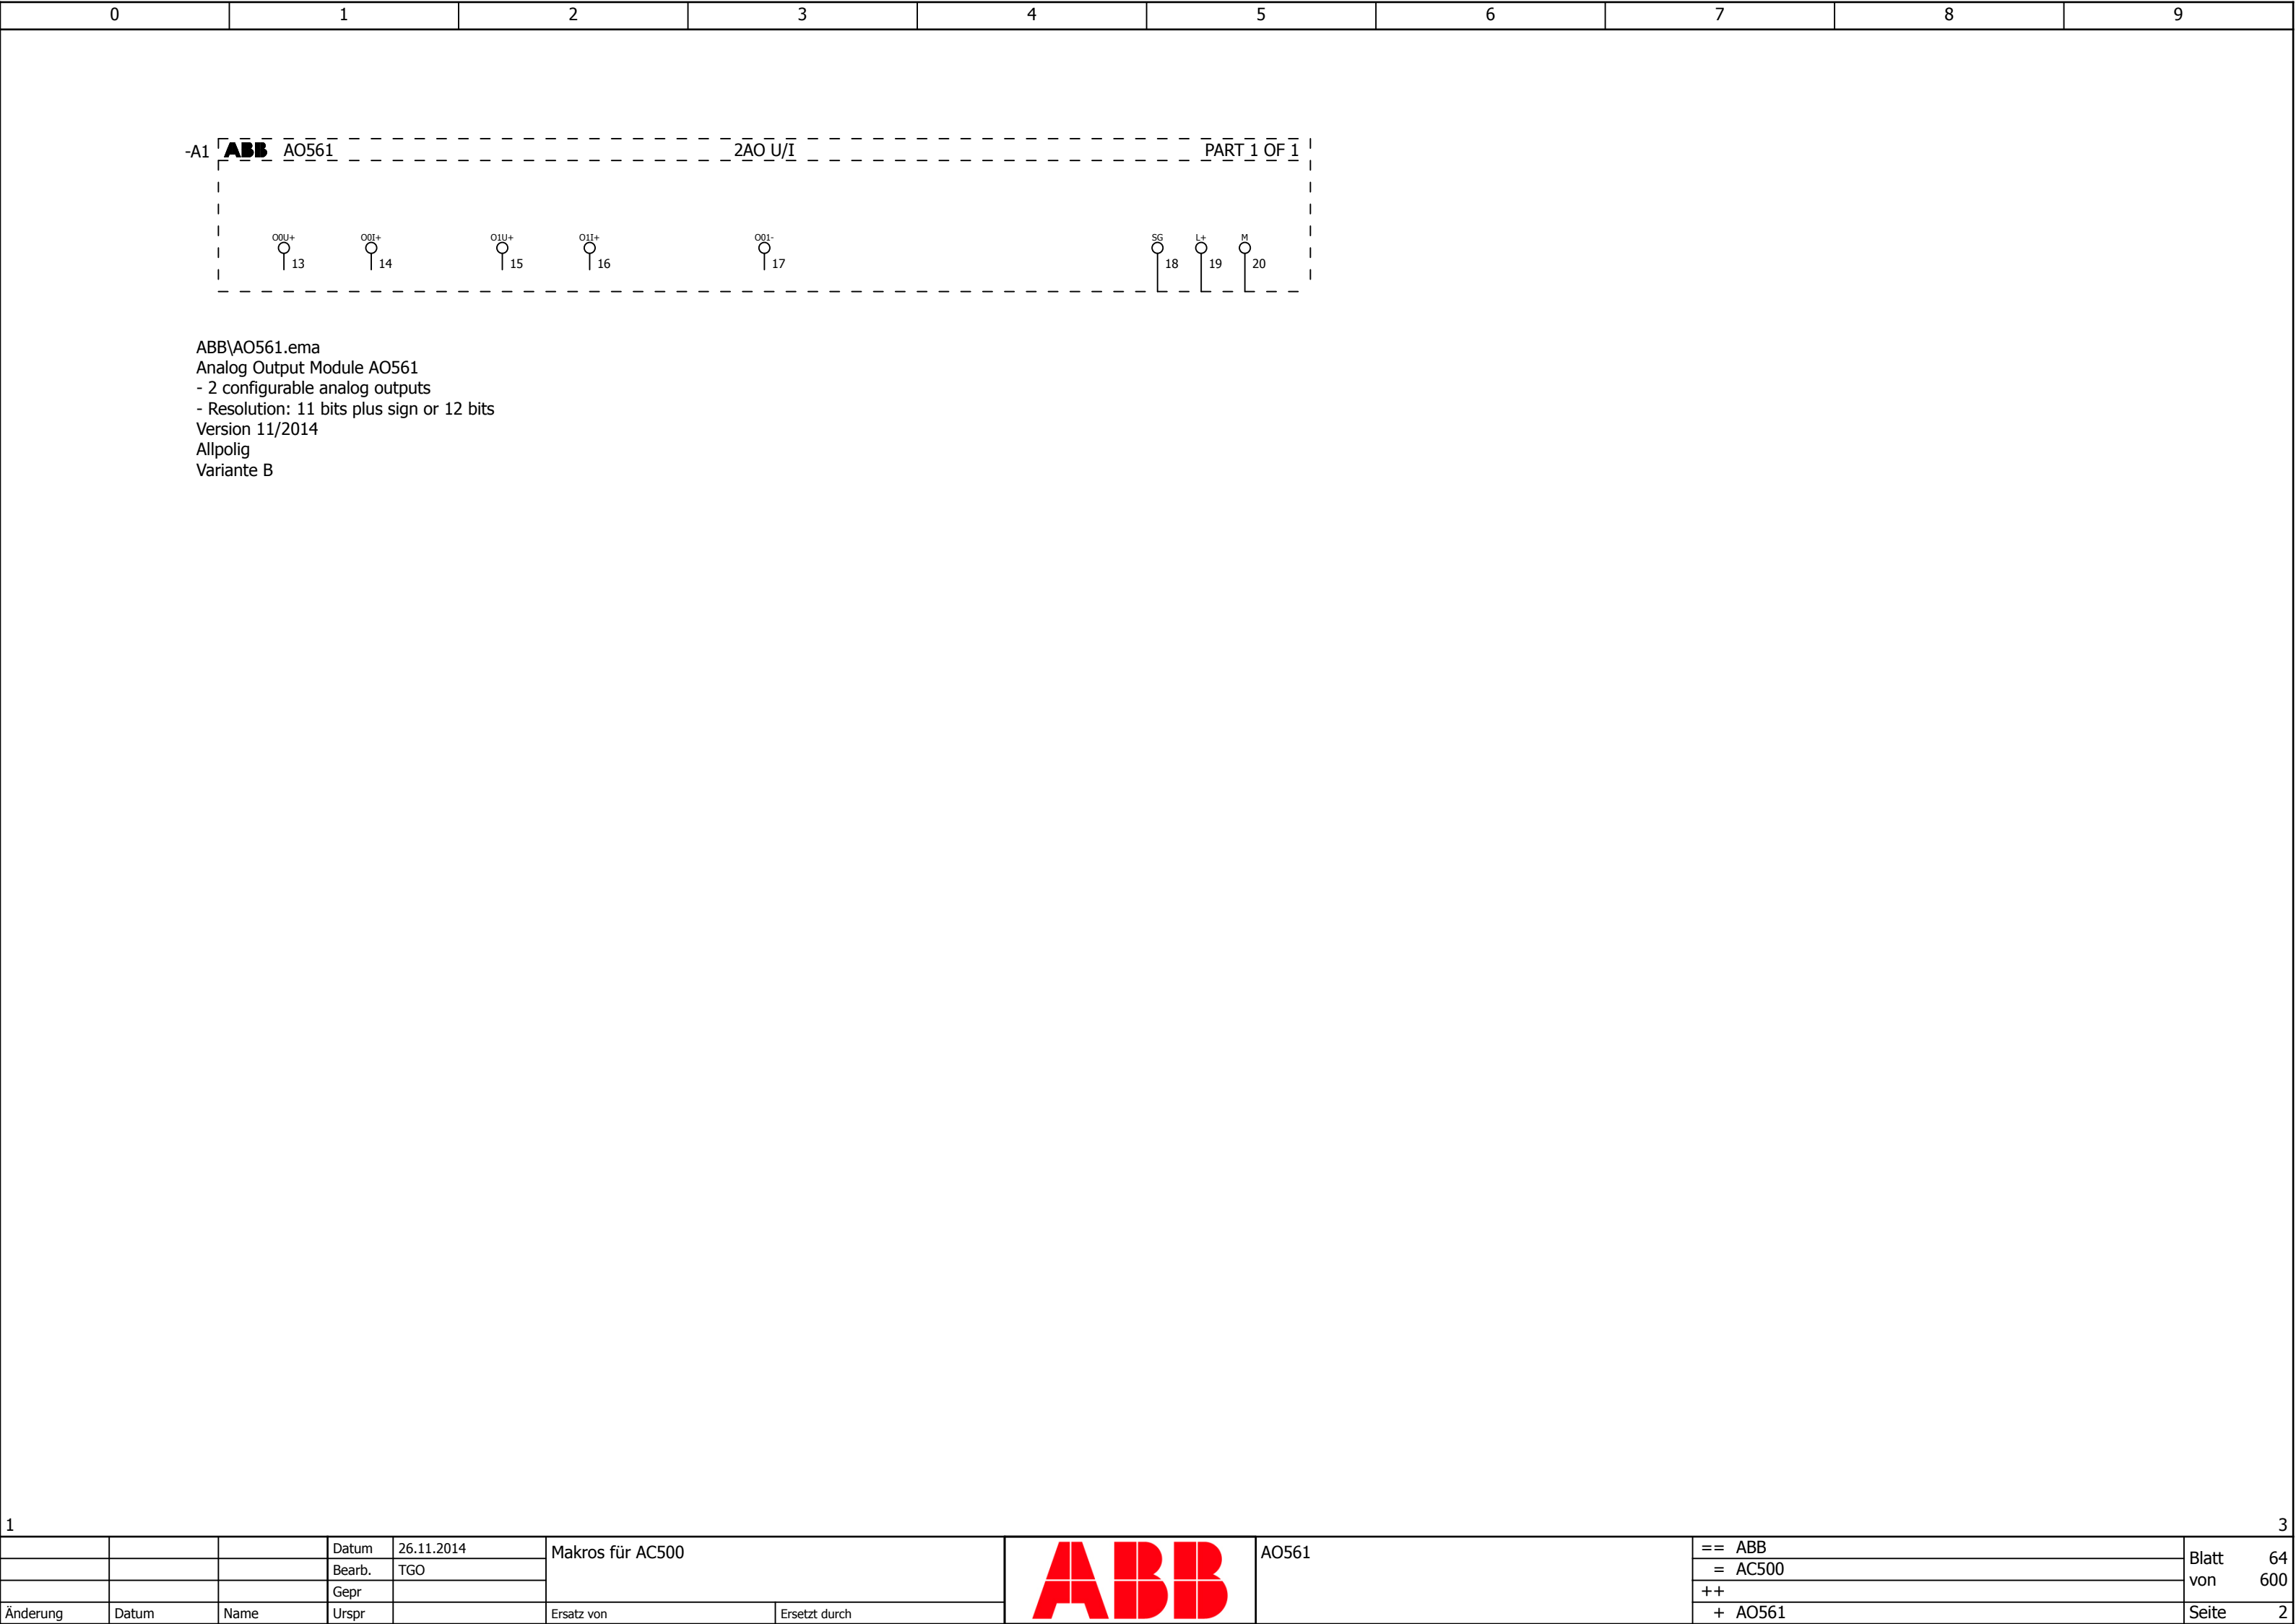 0 1 2 3 4 5 6 7 8 9
-A1 ABB AO561 2AO U/I PART 1 OF 1
O0U+ O0I+ O1U+ O1I+ O01- SG L+ M
13 14 15 16 17 18 19 20
ABB\AO561.ema
Analog Output Module AO561
- 2 configurable analog outputs
- Resolution: 11 bits plus sign or 12 bits
Version 11/2014
Allpolig
Variante B
1 3
Datum 26.11.2014
Bearb. TGO
Gepr
Änderung Datum Name Urspr
Makros für AC500
Ersatz von Ersetzt durch
ABB
AO561
== ABB
= AC500
++
+ AO561
Blatt 64
von 600
Seite 2